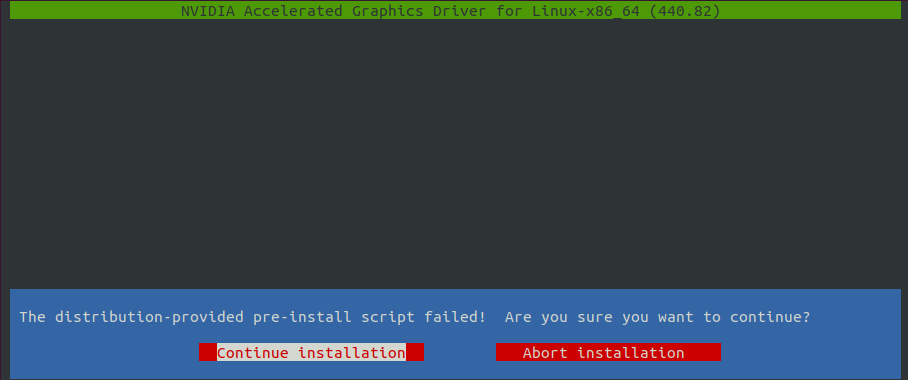 NVIDIA Accelerated Graphics Driver for Linux-x86_64 (440.82)
The distribution-provided pre-install script failed!  Are you sure you want to continue?
Continue installation
Abort installation